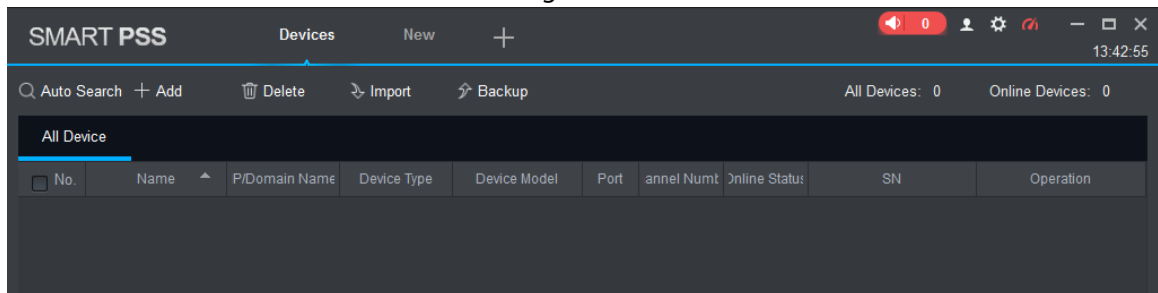 SMART PSS Devices New 0
13:42:55
Auto Search Add Delete Import Backup All Devices: 0 Online Devices: 0
All Device
No. Name P/Domain Name Device Type Device Model Port annel Numb Online Status SN Operation